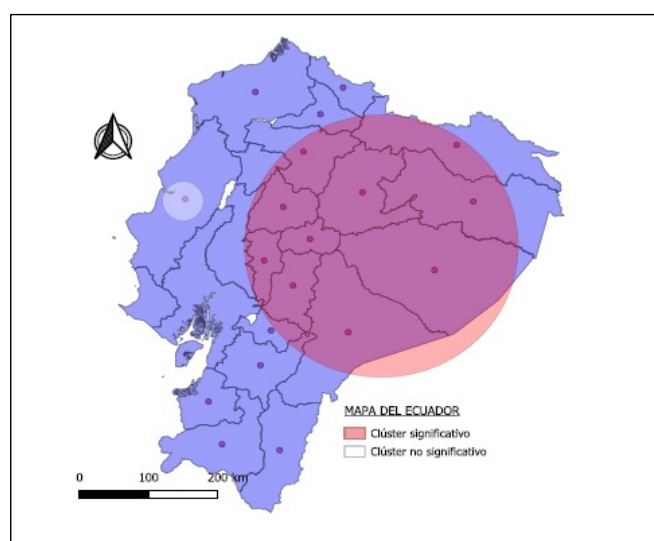 MAPA DEL ECUADOR
Clúster significativo
Clúster no significativo
0 100 200 km